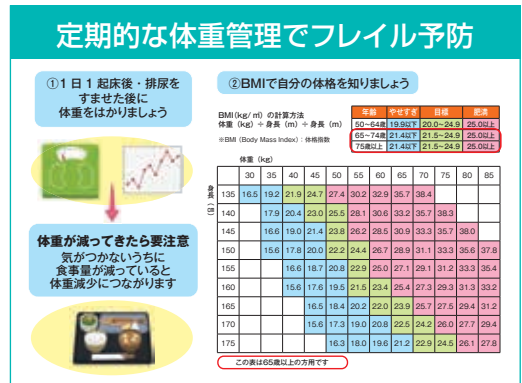 定期的な体重管理でフレイル予防
①1日1起床後・排尿を
すませた後に
体重をはかりましょう
体重が減ってきたら要注意
気がつかないうちに
食事量が減っていると
体重減少につながります
②BMIで自分の体格を知りましょう
BMI(kg/㎡)の計算方法
体重(kg)÷身長(m)÷身長(m)
※BMI(Body Mass Index):体格指数
年齢 やせすぎ 目標 肥満
50~64歳 19.9以下 20.0~24.9 25.0以上
65~74歳 21.4以下 21.5~24.9 25.0以上
75歳以上 21.4以下 21.5~24.9 25.0以上
体重(kg)
30 35 40 45 50 55 60 65 70 75 80 85
身長(㎝)
135 16.5 19.2 21.9 24.7 27.4 30.2 32.9 35.7 38.4
140 17.9 20.4 23.0 25.5 28.1 30.6 33.2 35.7 38.3
145 16.6 19.0 21.4 23.8 26.2 28.5 30.9 33.3 35.7 38.0
150 15.6 17.8 20.0 22.2 24.4 26.7 28.9 31.1 33.3 35.6 37.8
155 16.6 18.7 20.8 22.9 25.0 27.1 29.1 31.2 33.3 35.4
160 15.6 17.6 19.5 21.5 23.4 25.4 27.3 29.3 31.3 33.2
165 16.5 18.4 20.2 22.0 23.9 25.7 27.5 29.4 31.2
170 15.6 17.3 19.0 20.8 22.5 24.2 26.0 27.7 29.4
175 16.3 18.0 19.6 21.2 22.9 24.5 26.1 27.8
この表は65歳以上の方用です